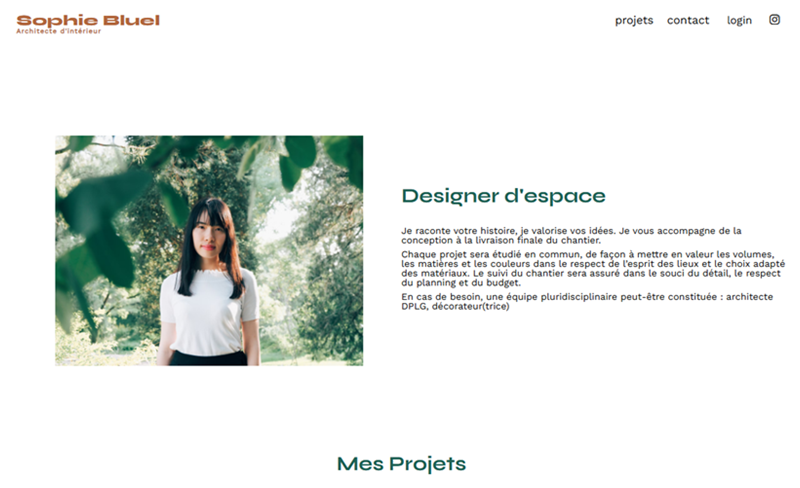 Sophie Bluel
Architecte d'intérieur
projets
contact
login
Designer d'espace
Je raconte votre histoire, je valorise vos idées. Je vous accompagne de la
conception à la livraison finale du chantier.
Chaque projet sera étudié en commun, de façon à mettre en valeur les volumes,
les matières et les couleurs dans le respect de l'esprit des lieux et le choix adapté
des matériaux. Le suivi du chantier sera assuré dans le souci du détail, le respect
du planning et du budget.
En cas de besoin, une équipe pluridisciplinaire peut-être constituée : architecte
DPLG, décorateur(trice)
Mes Projets